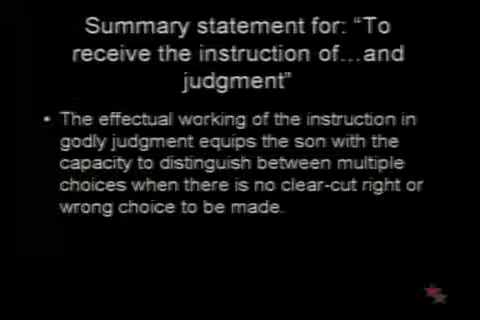 Summary statement for: “To
receive the instruction of…and
judgment”
• The effectual working of the instruction in
godly judgment equips the son with the
capacity to distinguish between multiple
choices when there is no clear-cut right or
wrong choice to be made.